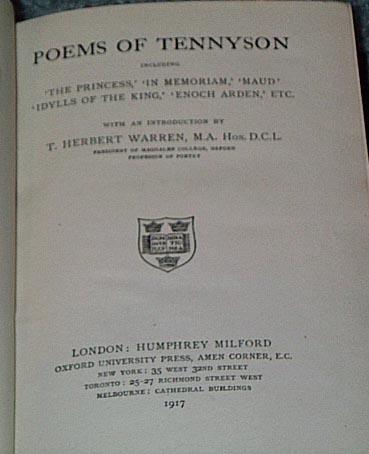 POEMS OF TENNYSON
INCLUDING
'THE PRINCESS,' 'IN MEMORIAM,' 'MAUD'
'IDYLLS OF THE KING,' 'ENOCH ARDEN,' ETC.
WITH AN INTRODUCTION BY
T. HERBERT WARREN, M.A. HON. D.C.L.
PRESIDENT OF MAGDALEN COLLEGE, OXFORD
PROFESSOR OF POETRY
LONDON: HUMPHREY MILFORD
OXFORD UNIVERSITY PRESS, AMEN CORNER, E.C.
NEW YORK: 35 WEST 32ND STREET
TORONTO: 25-27 RICHMOND STREET WEST
MELBOURNE: CATHEDRAL BUILDINGS
1917